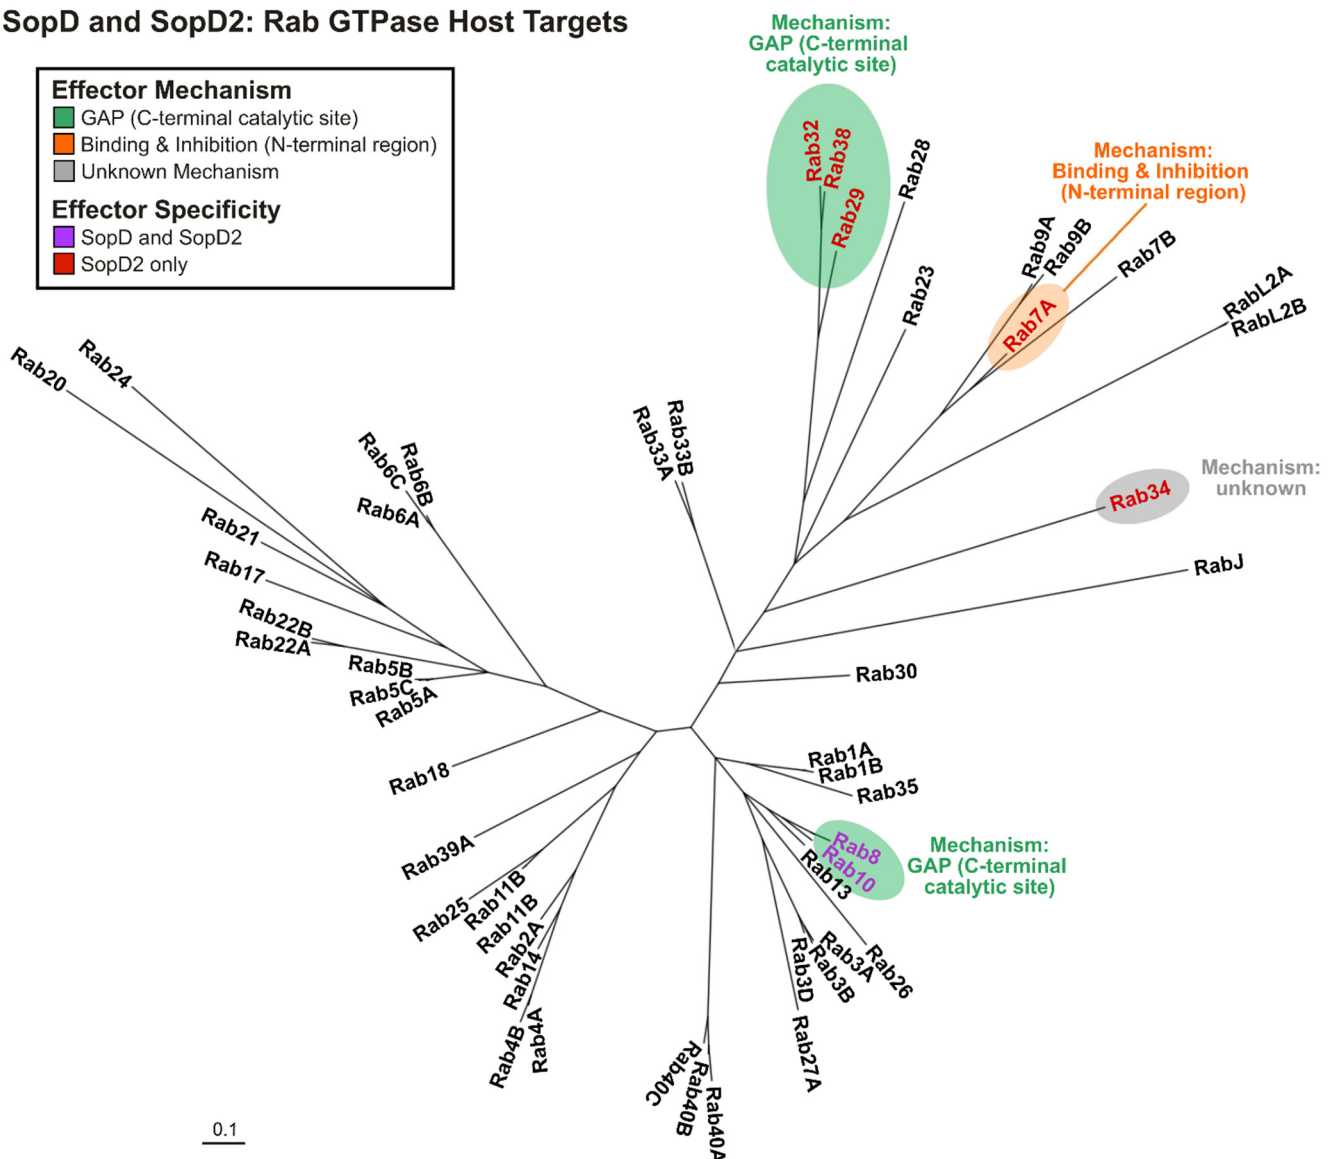 SopD and SopD2: Rab GTPase Host Targets
Effector Mechanism
GAP (C-terminal catalytic site)
Binding & Inhibition (N-terminal region)
Unknown Mechanism
Effector Specificity
SopD and SopD2
SopD2 only
Mechanism:
GAP (C-terminal
catalytic site)
Rab32
Rab38
Rab29
Rab28
Rab23
Mechanism:
Binding & Inhibition
(N-terminal region)
Rab9A
Rab9B
Rab7B
Rab7A
RabL2A
RabL2B
Mechanism:
unknown
Rab34
RabJ
Rab30
Rab33A
Rab33B
Rab20
Rab24
Rab6C
Rab6B
Rab6A
Rab21
Rab17
Rab22B
Rab22A
Rab5B
Rab5C
Rab5A
Rab18
Rab39A
Rab25
Rab11B
Rab11B
Rab2A
Rab14
Rab4B
Rab4A
Rab1A
Rab1B
Rab35
Rab8
Rab10
Rab13
Mechanism:
GAP (C-terminal
catalytic site)
Rab26
Rab3A
Rab3B
Rab3D
Rab27A
Rab40C
Rab40B
Rab40A
0.1